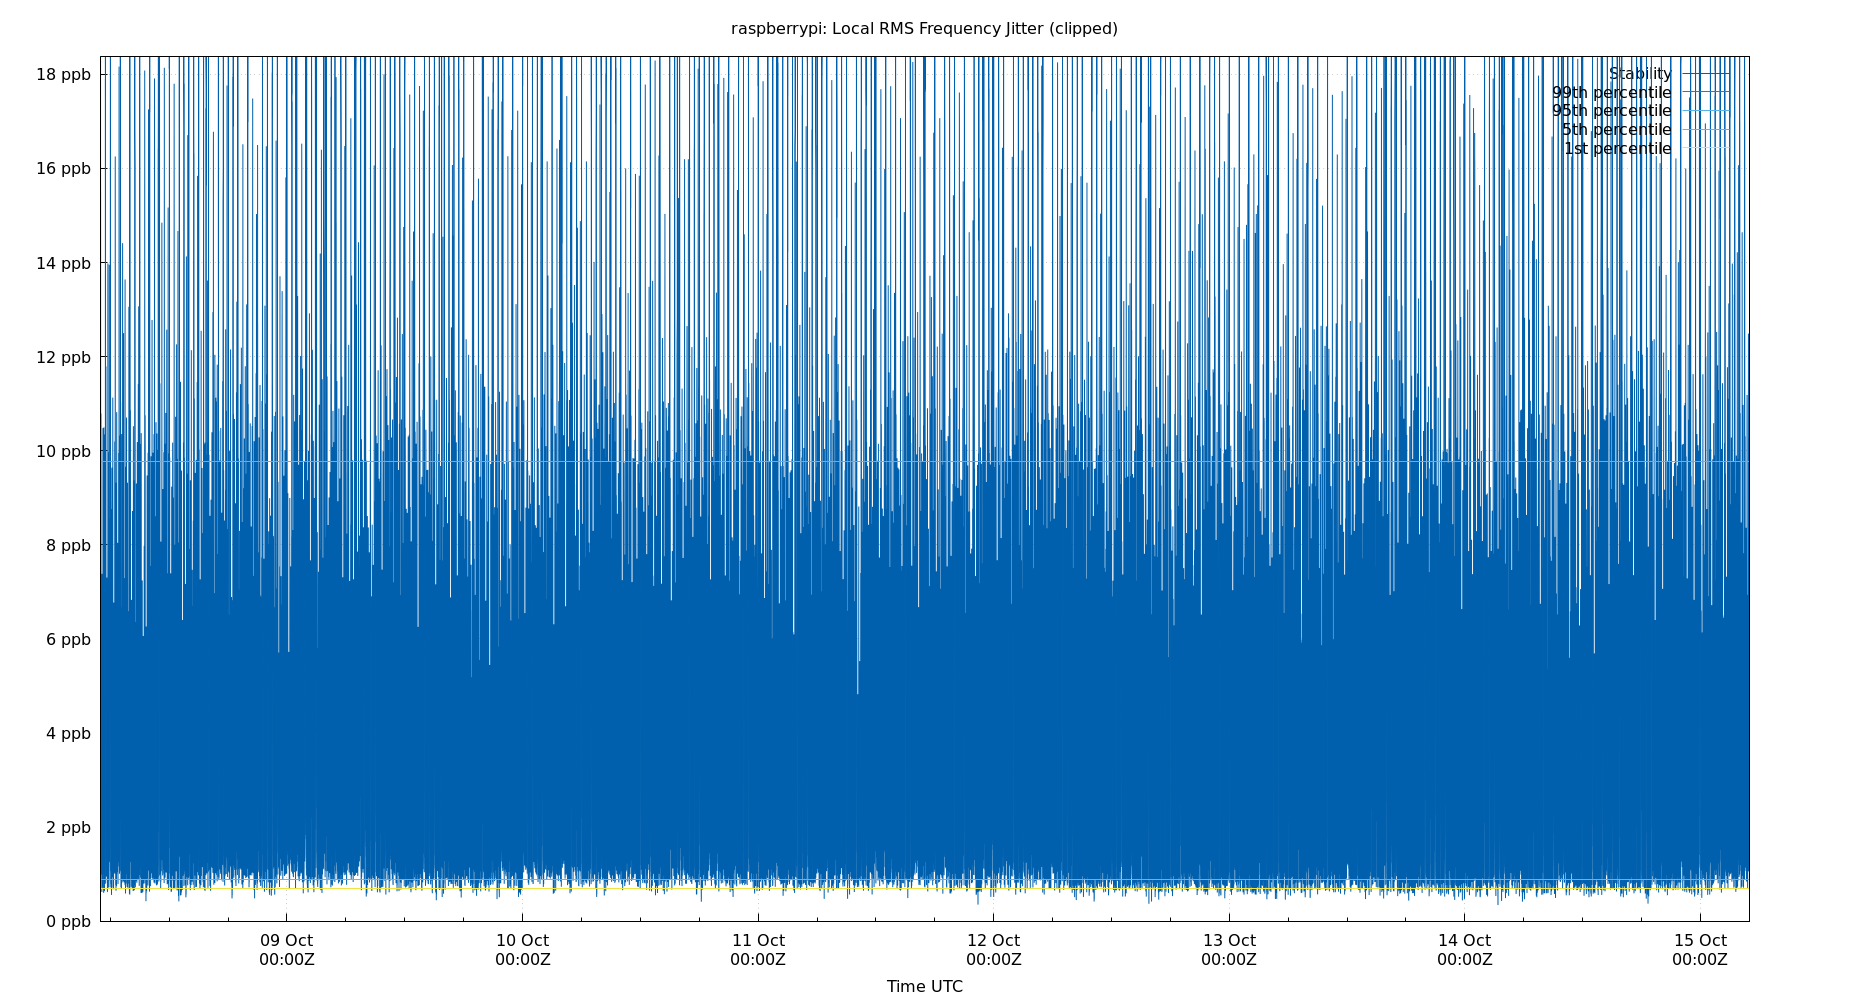 raspberrypi: Local RMS Frequency Jitter (clipped)
18 ppb
16 ppb
14 ppb
12 ppb
10 ppb
8 ppb
6 ppb
4 ppb
2 ppb
0 ppb
Stability
99th percentile
95th percentile
5th percentile
1st percentile
09 Oct
00:00Z
10 Oct
00:00Z
11 Oct
00:00Z
12 Oct
00:00Z
13 Oct
00:00Z
14 Oct
00:00Z
15 Oct
00:00Z
Time UTC